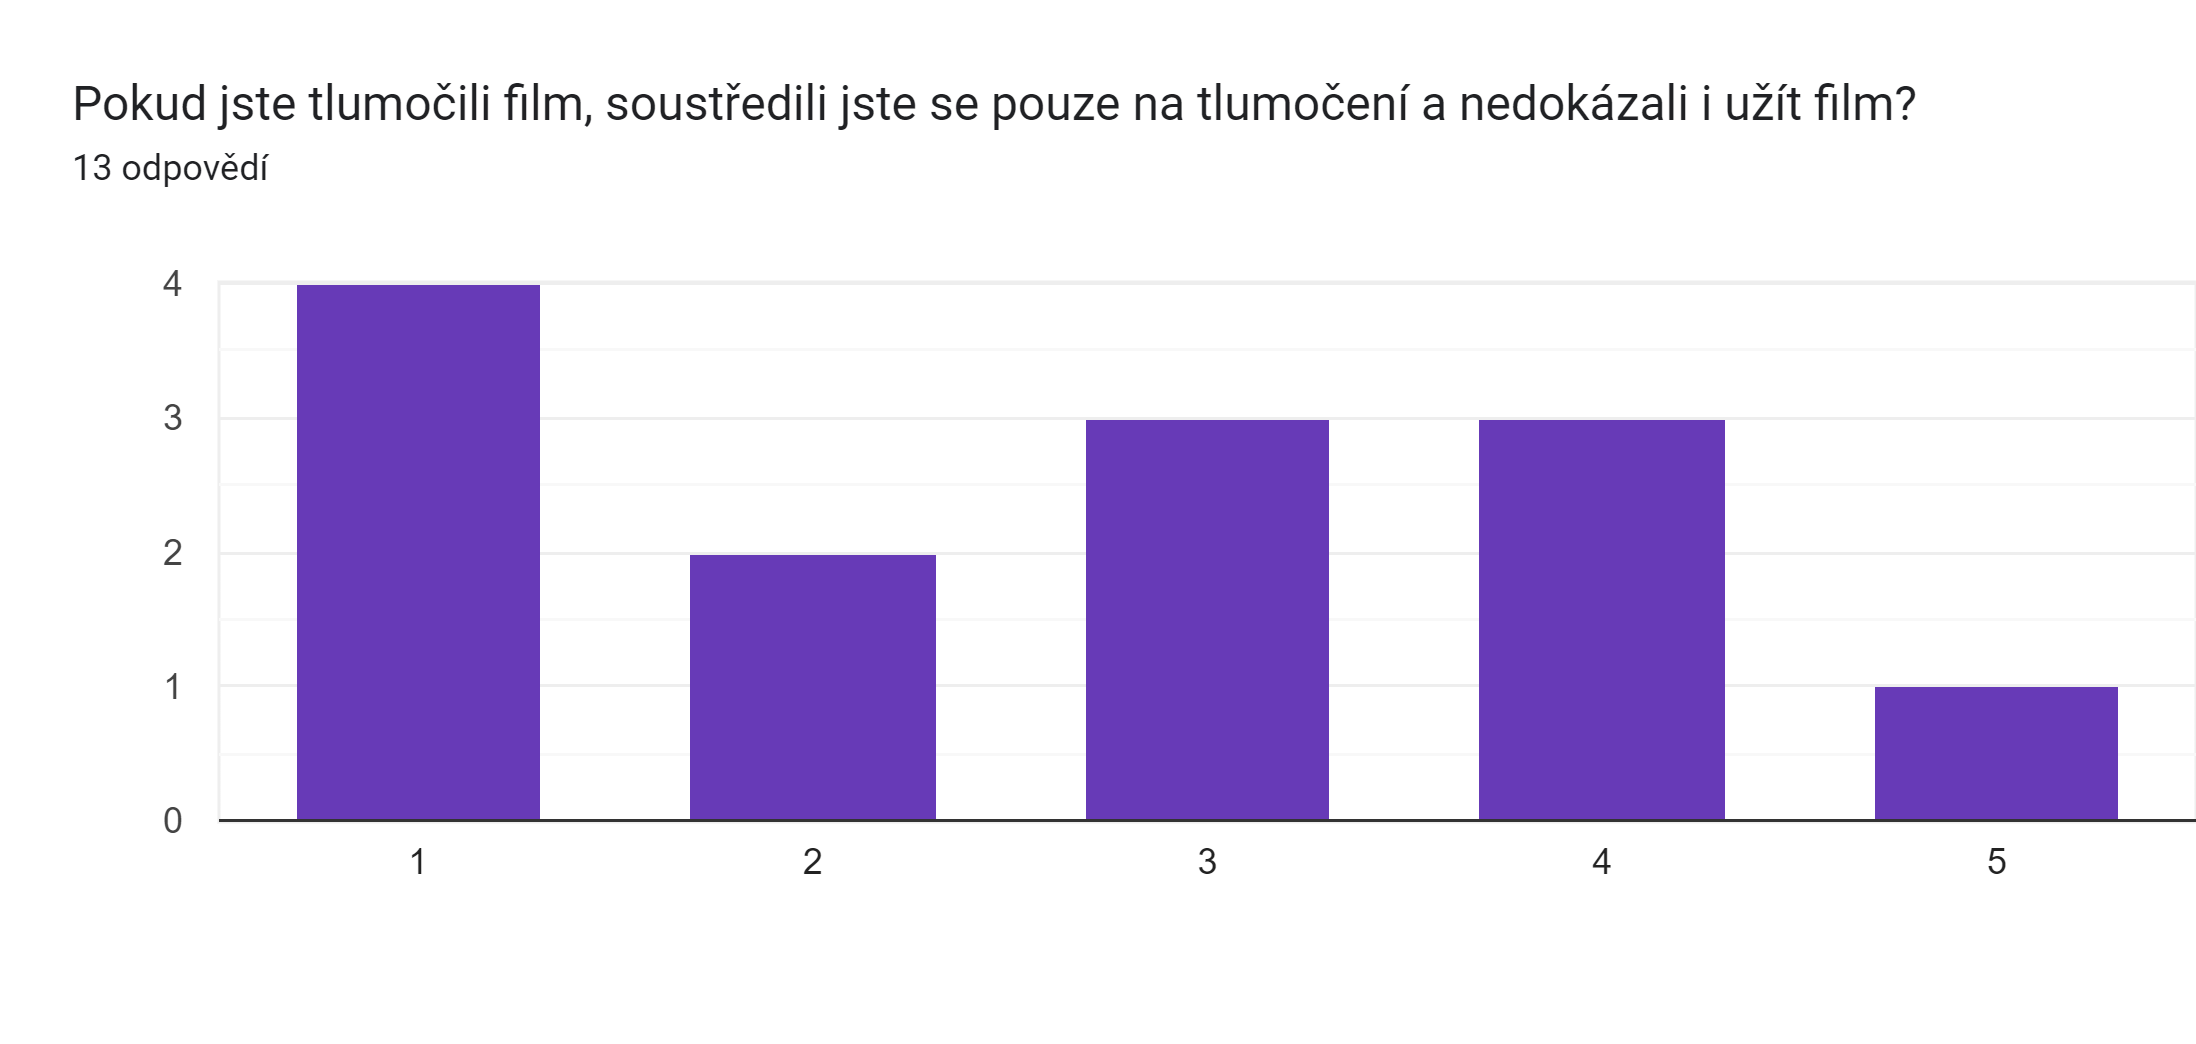 Pokud jste tlumočili film, soustředili jste se pouze na tlumočení a nedokázali i užít film?
13 odpovědí
4
3
2
1
0
1 2 3 4 5